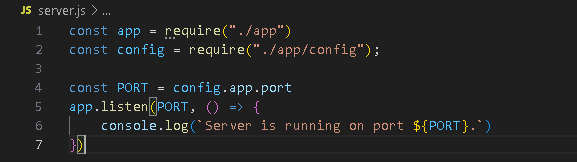 JS server.js > ...
1 const app = require("./app")
2 const config = require("./app/config");
3
4 const PORT = config.app.port
5 app.listen(PORT, () => {
6     console.log(`Server is running on port ${PORT}.`)
7 })